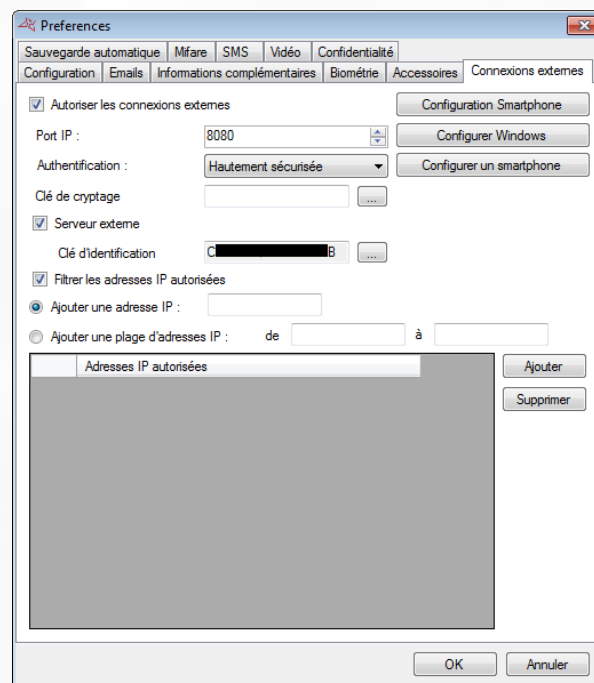 Preferences
Sauvegarde automatique Mifare SMS Vidéo Confidentialité
Configuration Emails Informations complémentaires Biométrie Accessoires Connexions externes
Autoriser les connexions externes Configuration Smartphone
Port IP : 8080 Configurer Windows
Authentification : Hautement sécurisée Configurer un smartphone
Clé de cryptage ...
Serveur externe
Clé d'identification C B ...
Filtrer les adresses IP autorisées
Ajouter une adresse IP :
Ajouter une plage d'adresses IP : de à
Adresses IP autorisées Ajouter
Supprimer
OK Annuler